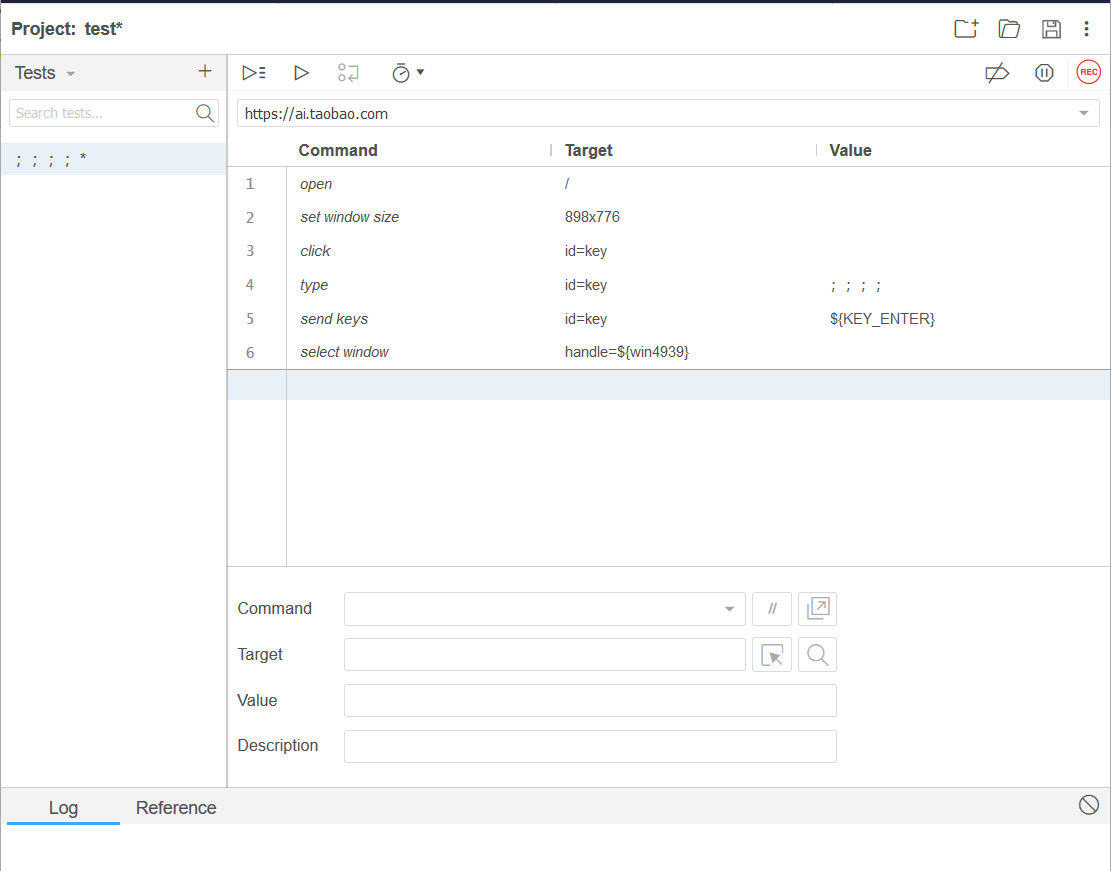 Project: test*
Tests
REC
Search tests...
https://ai.taobao.com
; ; ; ; *
Command Target Value
1 open /
2 set window size 898x776
3 click id=key
4 type id=key ; ; ; ;
5 send keys id=key ${KEY_ENTER}
6 select window handle=${win4939}
Command //
Target
Value
Description
Log Reference